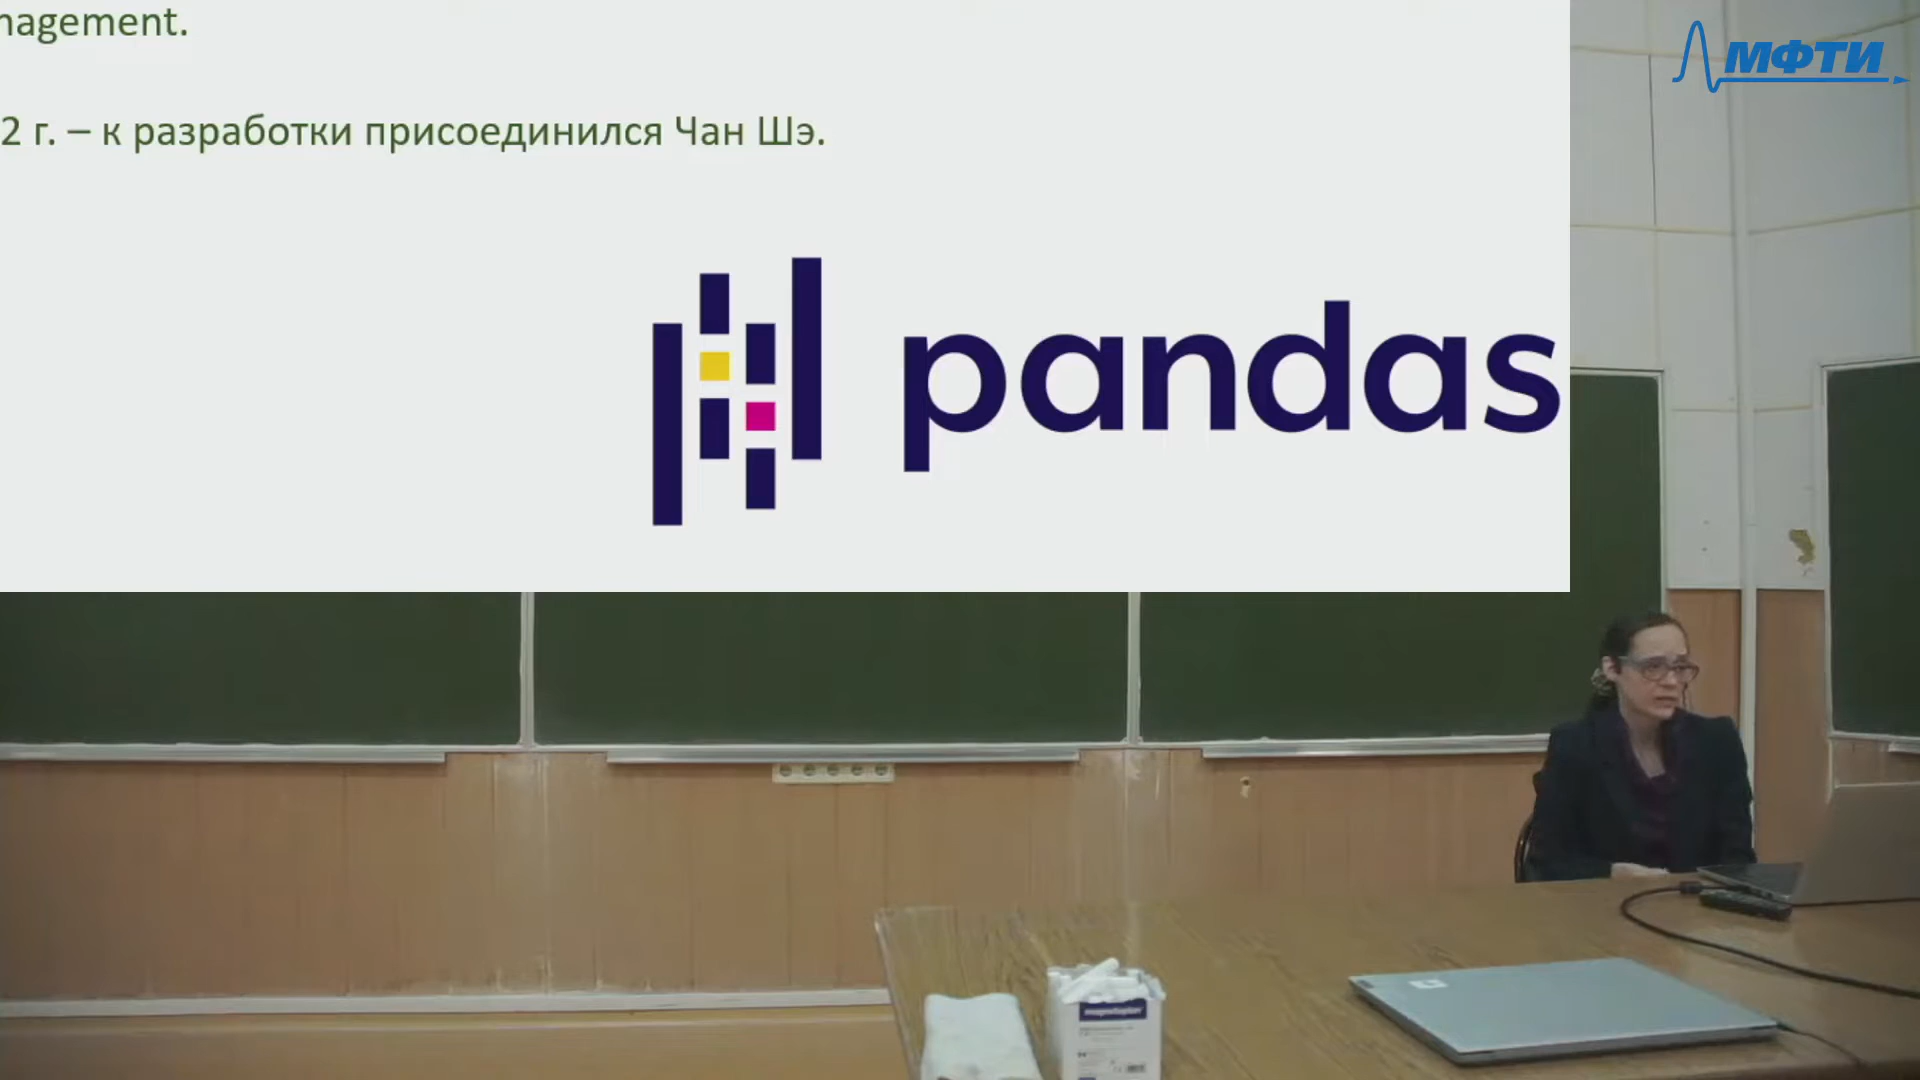 nagement.
МФТИ
2 г. – к разработки присоединился Чан Шэ.
pandas